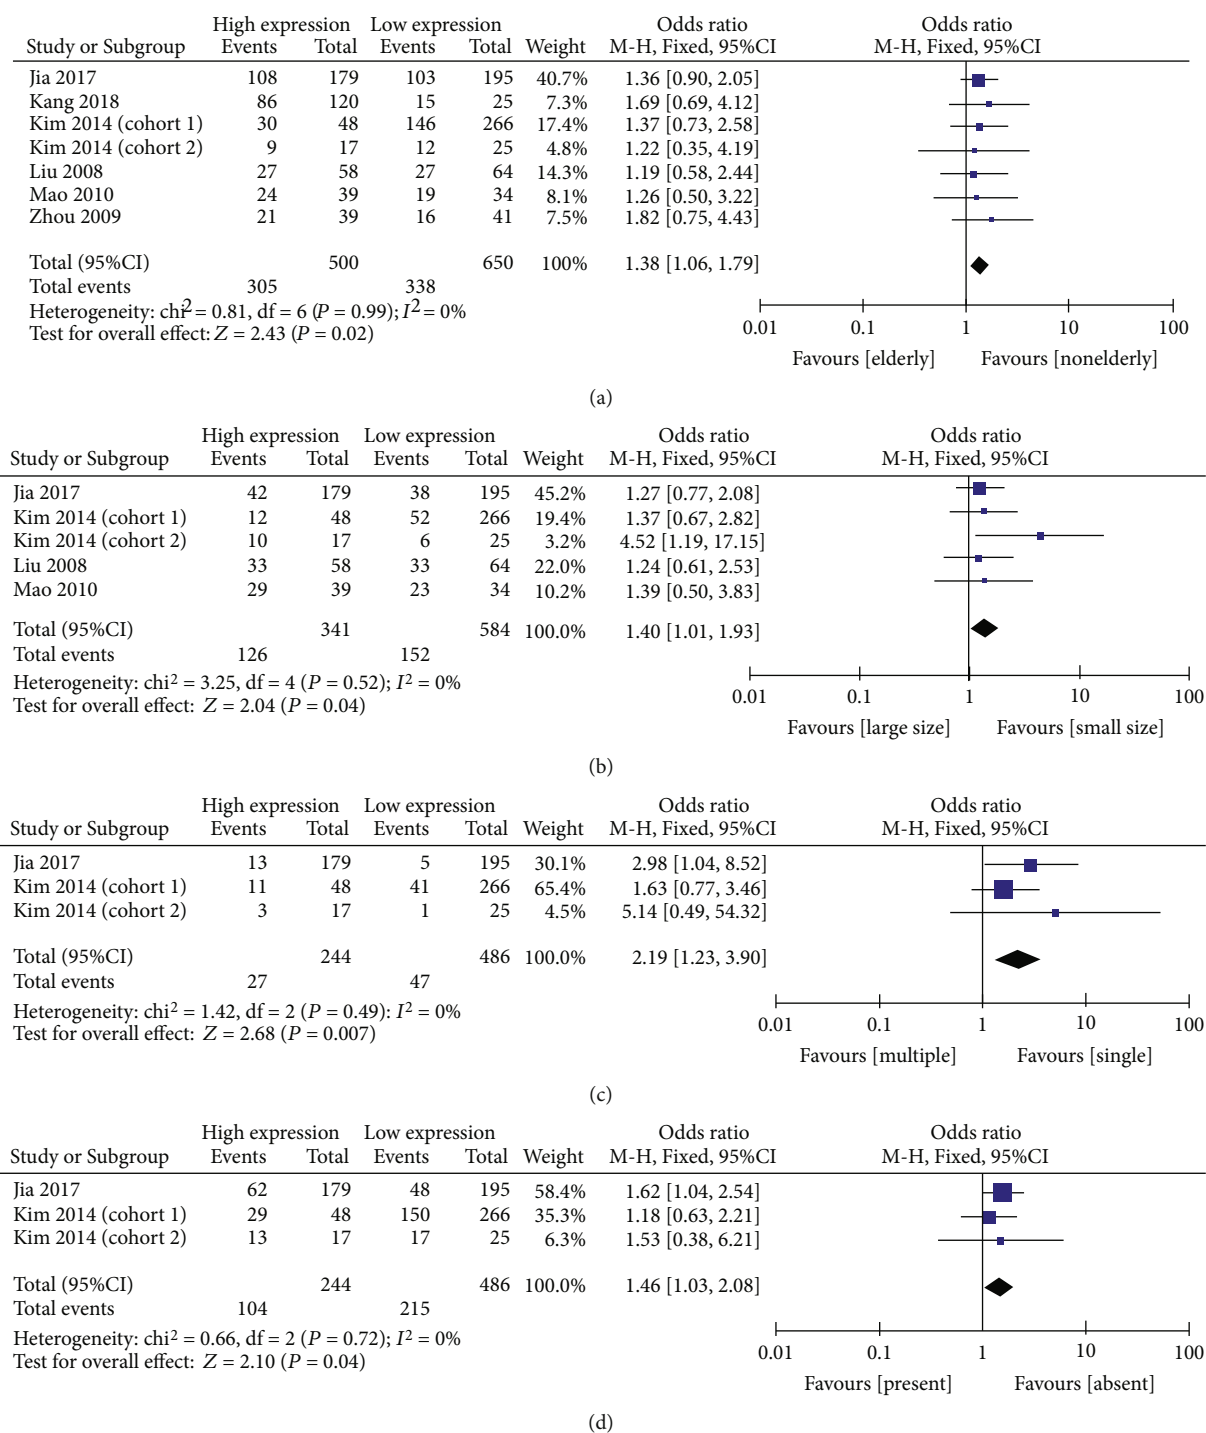 High expression Low expression Odds ratio Odds ratio
Study or Subgroup Events Total Events Total Weight M-H, Fixed, 95%CI M-H, Fixed, 95%CI
Jia 2017 108 179 103 195 40.7% 1.36 [0.90, 2.05]
Kang 2018 86 120 15 25 7.3% 1.69 [0.69, 4.12]
Kim 2014 (cohort 1) 30 48 146 266 17.4% 1.37 [0.73, 2.58]
Kim 2014 (cohort 2) 9 17 12 25 4.8% 1.22 [0.35, 4.19]
Liu 2008 27 58 27 64 14.3% 1.19 [0.58, 2.44]
Mao 2010 24 39 19 34 8.1% 1.26 [0.50, 3.22]
Zhou 2009 21 39 16 41 7.5% 1.82 [0.75, 4.43]
Total (95%CI) 500 650 100% 1.38 [1.06, 1.79]
Total events 305 338
Heterogeneity: chi2 = 0.81, df = 6 (P = 0.99); I2 = 0%
Test for overall effect: Z = 2.43 (P = 0.02)
0.01 0.1 1 10 100
Favours [elderly] Favours [nonelderly]
(a)
High expression Low expression Odds ratio Odds ratio
Study or Subgroup Events Total Events Total Weight M-H, Fixed, 95%CI M-H, Fixed, 95%CI
Jia 2017 42 179 38 195 45.2% 1.27 [0.77, 2.08]
Kim 2014 (cohort 1) 12 48 52 266 19.4% 1.37 [0.67, 2.82]
Kim 2014 (cohort 2) 10 17 6 25 3.2% 4.52 [1.19, 17.15]
Liu 2008 33 58 33 64 22.0% 1.24 [0.61, 2.53]
Mao 2010 29 39 23 34 10.2% 1.39 [0.50, 3.83]
Total (95%CI) 341 584 100.0% 1.40 [1.01, 1.93]
Total events 126 152
Heterogeneity: chi2 = 3.25, df = 4 (P = 0.52); I2 = 0%
Test for overall effect: Z = 2.04 (P = 0.04)
0.01 0.1 1 10 100
Favours [large size] Favours [small size]
(b)
High expression Low expression Odds ratio Odds ratio
Study or Subgroup Events Total Events Total Weight M-H, Fixed, 95%CI M-H, Fixed, 95%CI
Jia 2017 13 179 5 195 30.1% 2.98 [1.04, 8.52]
Kim 2014 (cohort 1) 11 48 41 266 65.4% 1.63 [0.77, 3.46]
Kim 2014 (cohort 2) 3 17 1 25 4.5% 5.14 [0.49, 54.32]
Total (95%CI) 244 486 100.0% 2.19 [1.23, 3.90]
Total events 27 47
Heterogeneity: chi2 = 1.42, df = 2 (P = 0.49): I2 = 0%
Test for overall effect: Z = 2.68 (P = 0.007)
0.01 0.1 1 10 100
Favours [multiple] Favours [single]
(c)
High expression Low expression Odds ratio Odds ratio
Study or Subgroup Events Total Events Total Weight M-H, Fixed, 95%CI M-H, Fixed, 95%CI
Jia 2017 62 179 48 195 58.4% 1.62 [1.04, 2.54]
Kim 2014 (cohort 1) 29 48 150 266 35.3% 1.18 [0.63, 2.21]
Kim 2014 (cohort 2) 13 17 17 25 6.3% 1.53 [0.38, 6.21]
Total (95%CI) 244 486 100.0% 1.46 [1.03, 2.08]
Total events 104 215
Heterogeneity: chi2 = 0.66, df = 2 (P = 0.72); I2 = 0%
Test for overall effect: Z = 2.10 (P = 0.04)
0.01 0.1 1 10 100
Favours [present] Favours [absent]
(d)